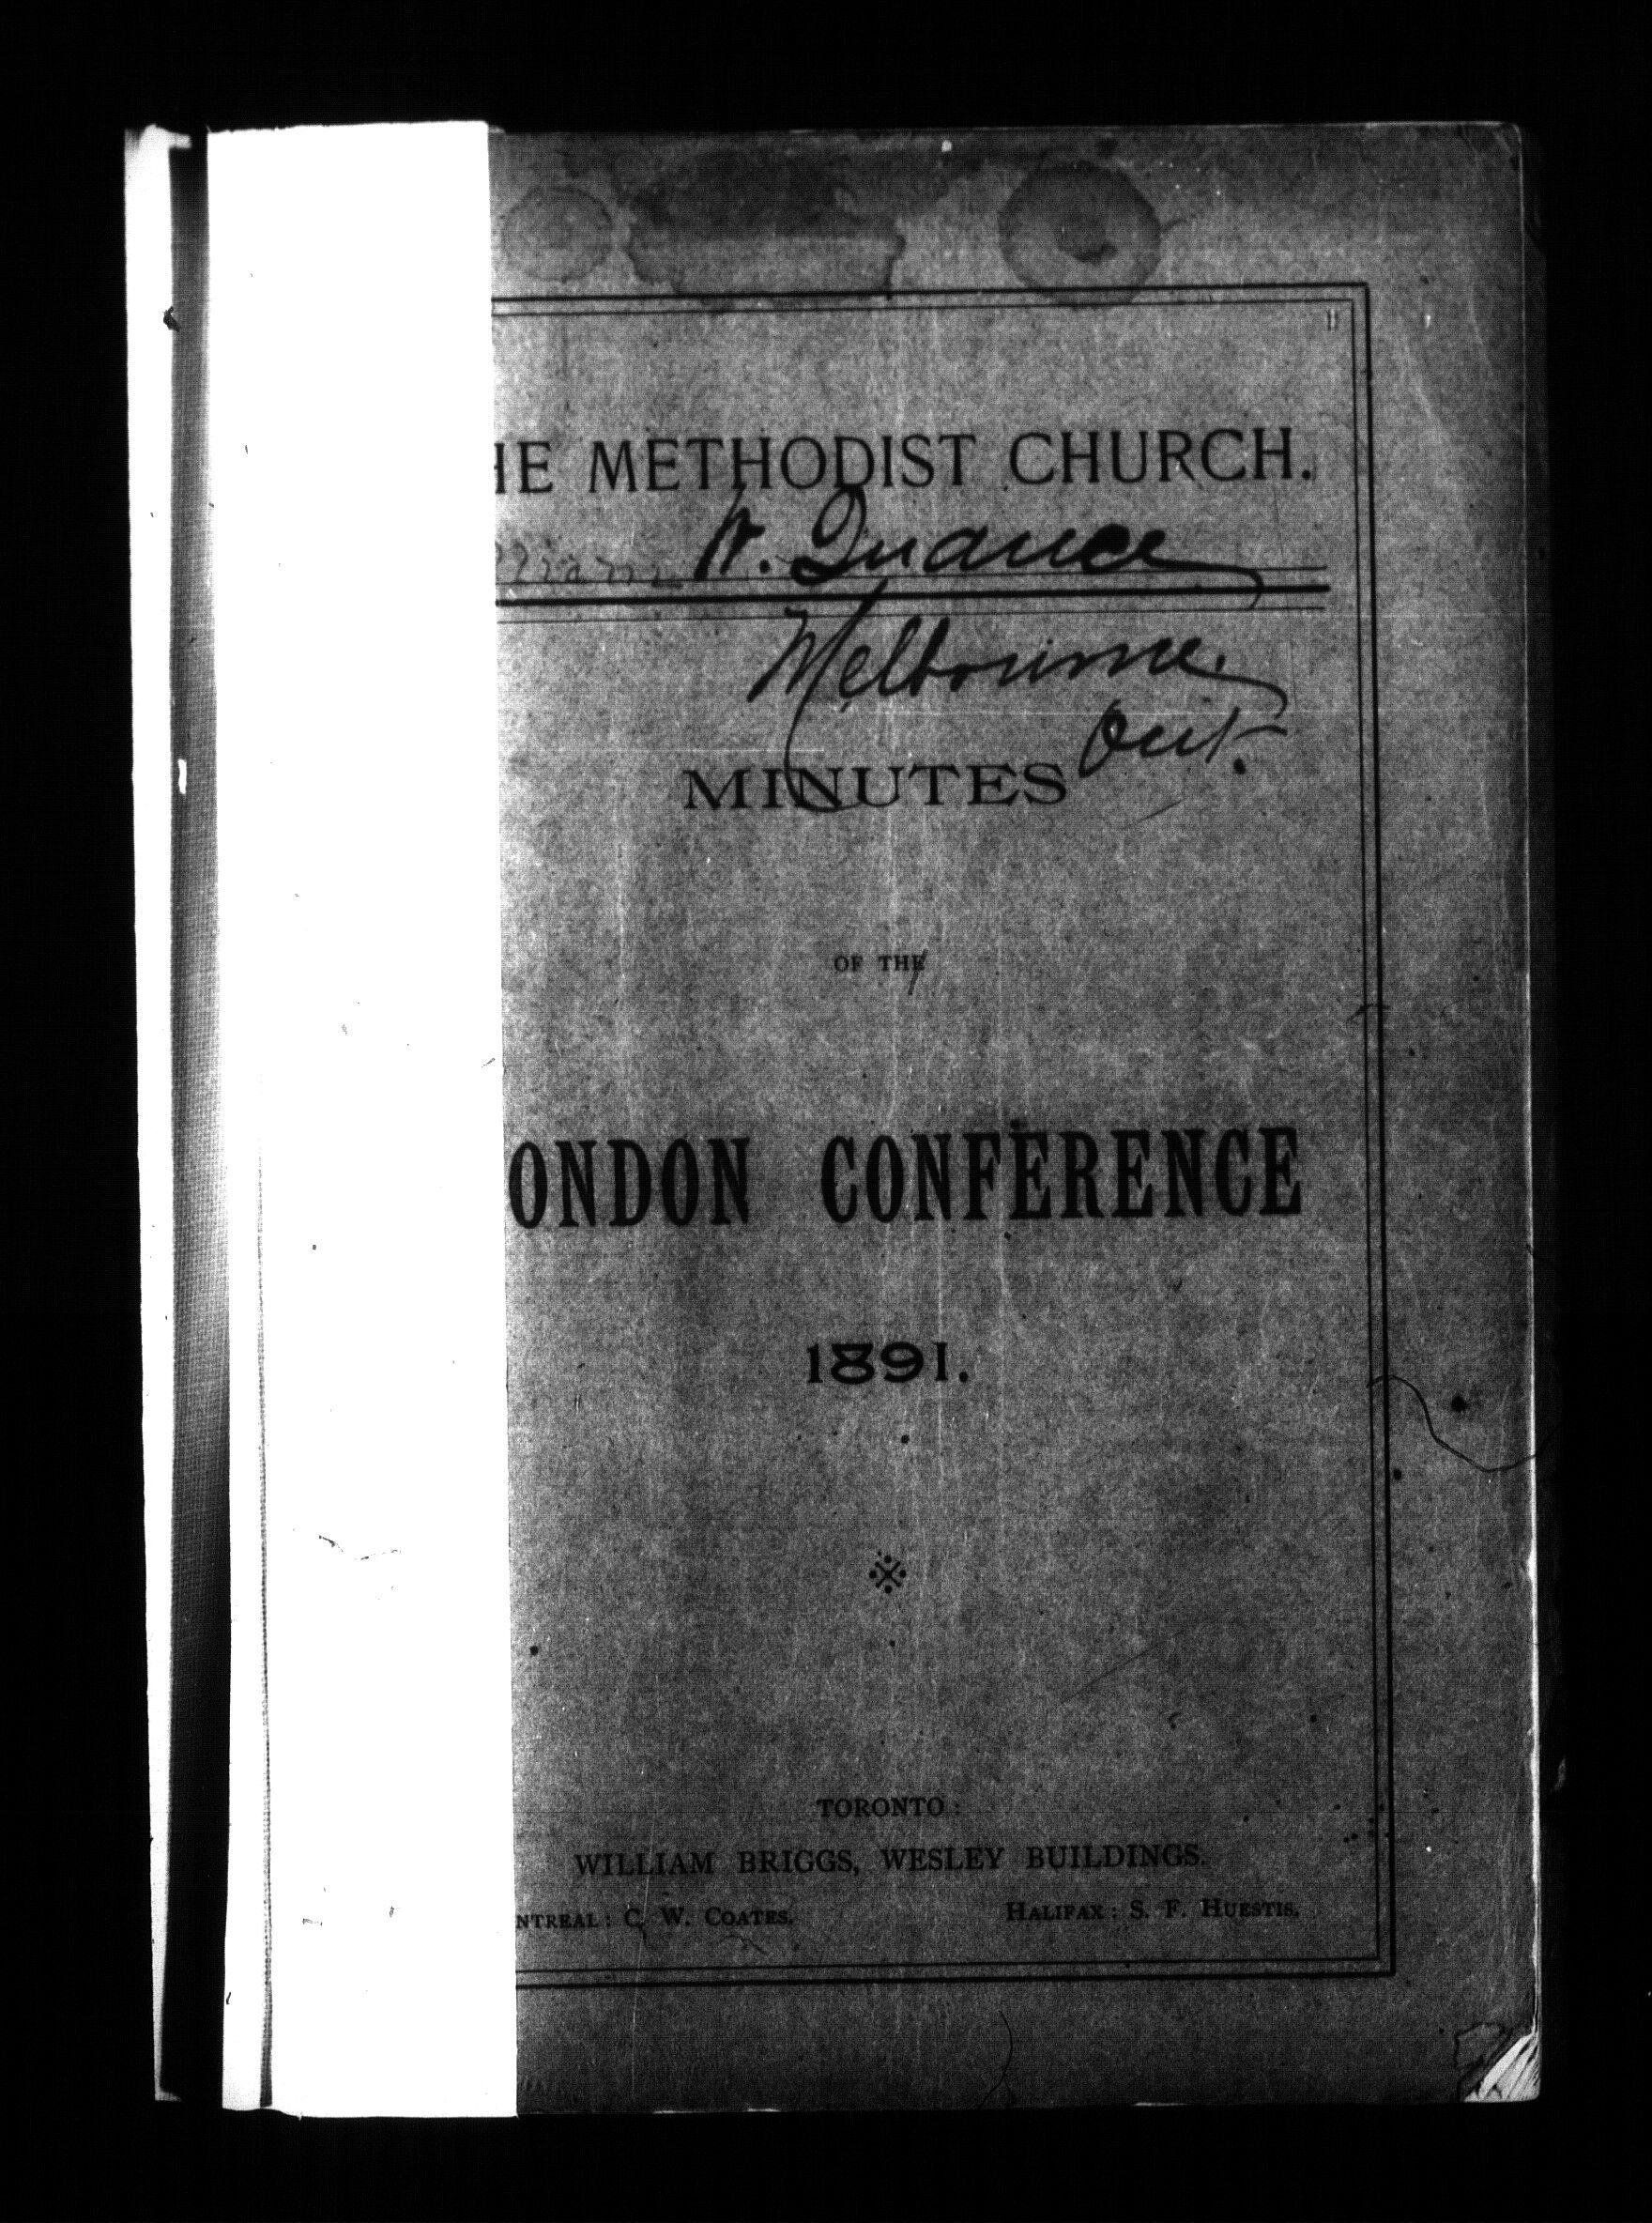 HE METHODIST CHURCH.
W. Quance
Melbourne.
Ont.
MINUTES
OF THE
ONDON CONFERENCE
1891.
TORONTO:
WILLIAM BRIGGS, WESLEY BUILDINGS.
NTREAL: C. W. COATES. HALIFAX: S. F. HUESTIS.